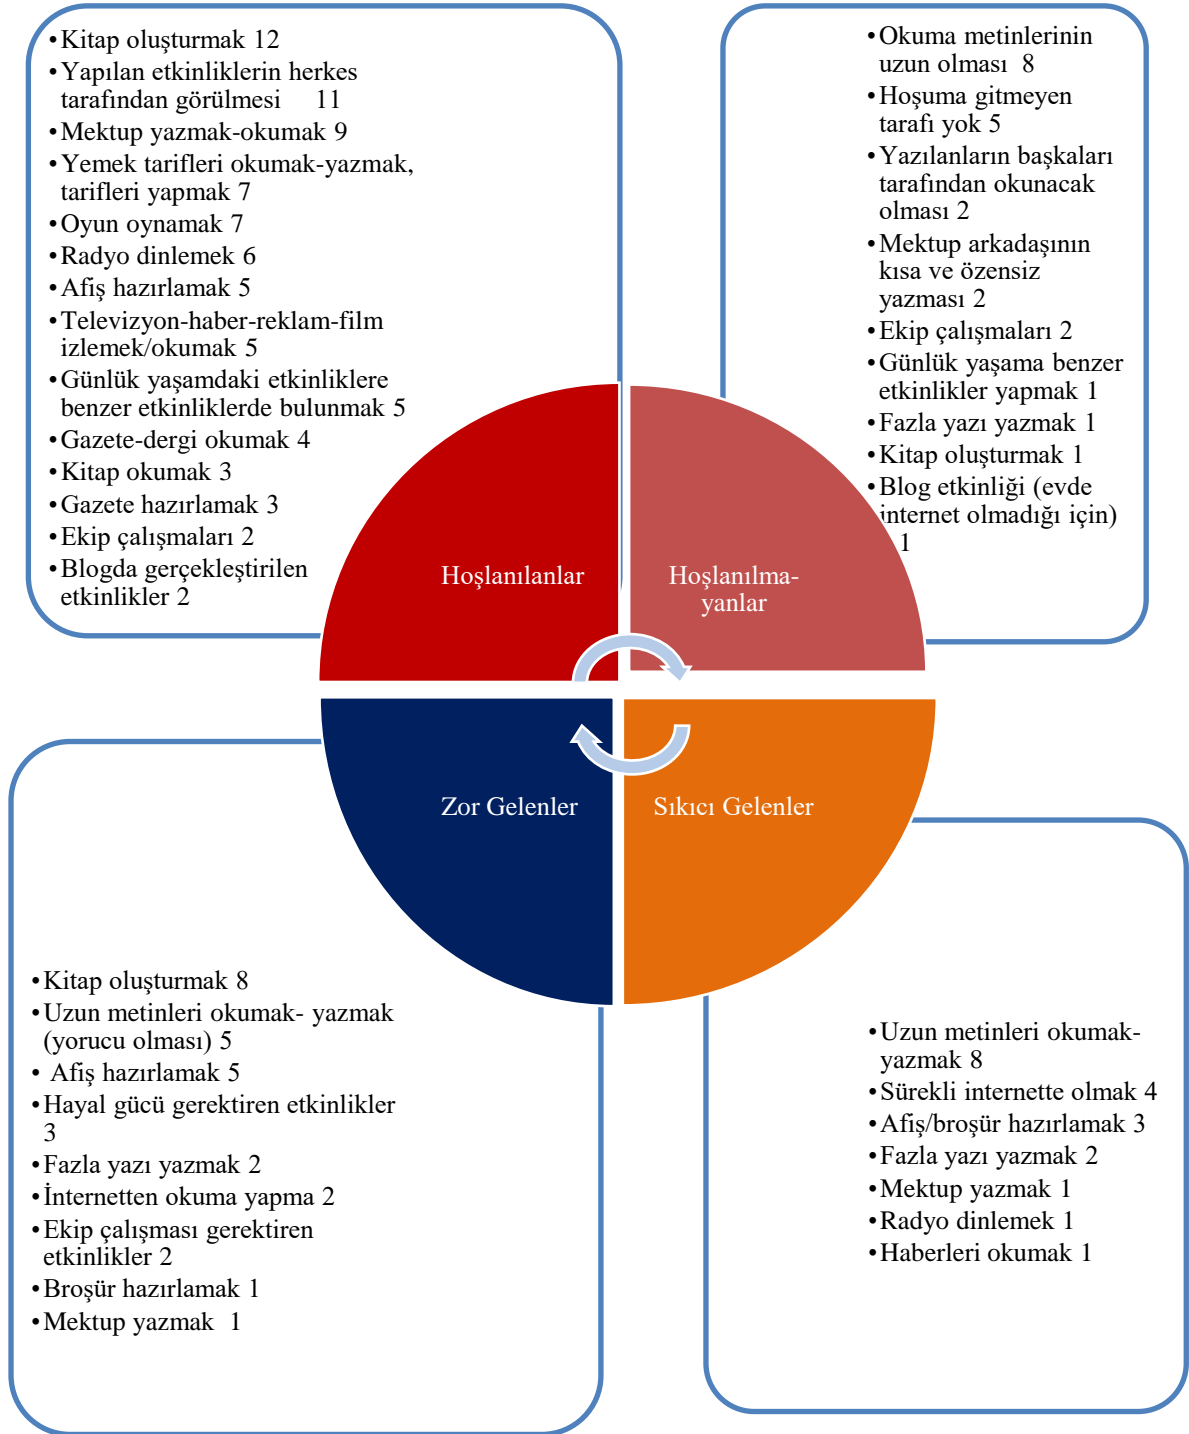 •Kitap oluşturmak 12
•Yapılan etkinliklerin herkes
tarafından görülmesi 11
•Mektup yazmak-okumak 9
•Yemek tarifleri okumak-yazmak,
tarifleri yapmak 7
•Oyun oynamak 7
•Radyo dinlemek 6
•Afiş hazırlamak 5
•Televizyon-haber-reklam-film
izlemek/okumak 5
•Günlük yaşamdaki etkinliklere
benzer etkinliklerde bulunmak 5
•Gazete-dergi okumak 4
•Kitap okumak 3
•Gazete hazırlamak 3
•Ekip çalışmaları 2
•Blogda gerçekleştirilen
etkinlikler 2
•Okuma metinlerinin
uzun olması 8
•Hoşuma gitmeyen
tarafı yok 5
•Yazılanların başkaları
tarafından okunacak
olması 2
•Mektup arkadaşının
kısa ve özensiz
yazması 2
•Ekip çalışmaları 2
•Günlük yaşama benzer
etkinlikler yapmak 1
•Fazla yazı yazmak 1
•Kitap oluşturmak 1
•Blog etkinliği (evde
internet olmadığı için)
1
Hoşlanılanlar
Hoşlanılma-
yanlar
Zor Gelenler
Sıkıcı Gelenler
•Kitap oluşturmak 8
•Uzun metinleri okumak- yazmak
(yorucu olması) 5
• Afiş hazırlamak 5
•Hayal gücü gerektiren etkinlikler
3
•Fazla yazı yazmak 2
•İnternetten okuma yapma 2
•Ekip çalışması gerektiren
etkinlikler 2
•Broşür hazırlamak 1
•Mektup yazmak 1
•Uzun metinleri okumak-
yazmak 8
•Sürekli internette olmak 4
•Afiş/broşür hazırlamak 3
•Fazla yazı yazmak 2
•Mektup yazmak 1
•Radyo dinlemek 1
•Haberleri okumak 1